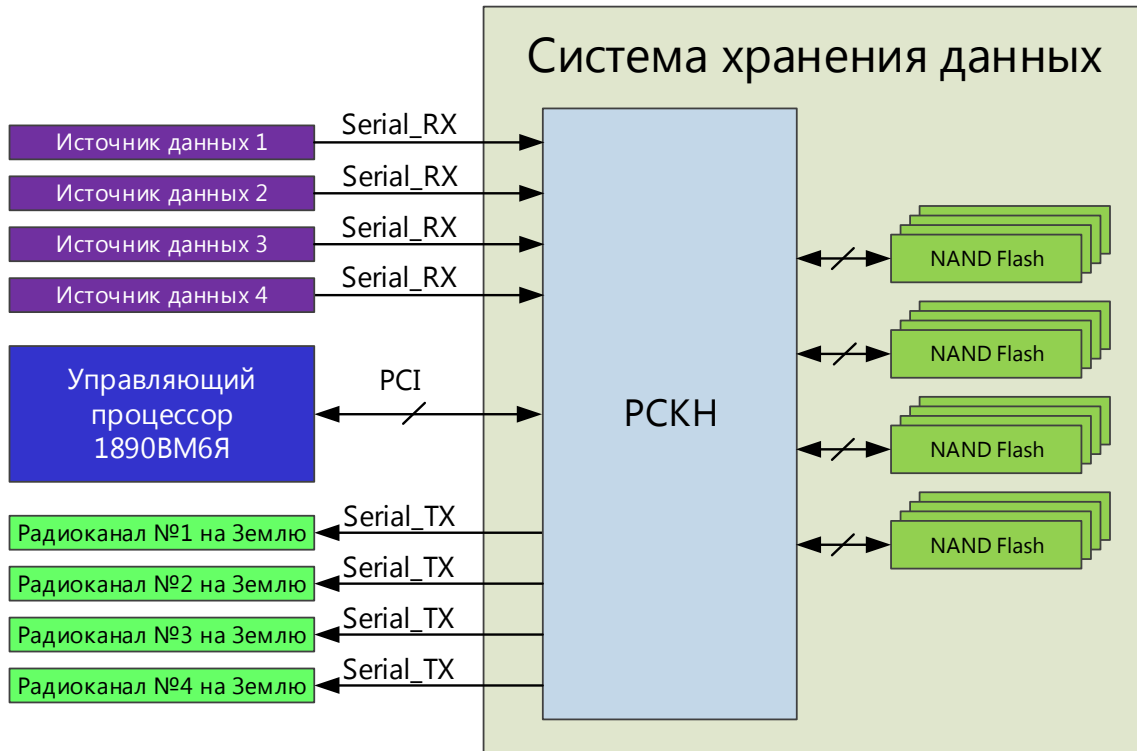 Система хранения данных
Источник данных 1
Serial_RX
Источник данных 2
Serial_RX
Источник данных 3
Serial_RX
Источник данных 4
Serial_RX
Управляющий
процессор
1890ВМ6Я
PCI
РСКН
NAND Flash
NAND Flash
NAND Flash
NAND Flash
Радиоканал №1 на Землю
Serial_TX
Радиоканал №2 на Землю
Serial_TX
Радиоканал №3 на Землю
Serial_TX
Радиоканал №4 на Землю
Serial_TX